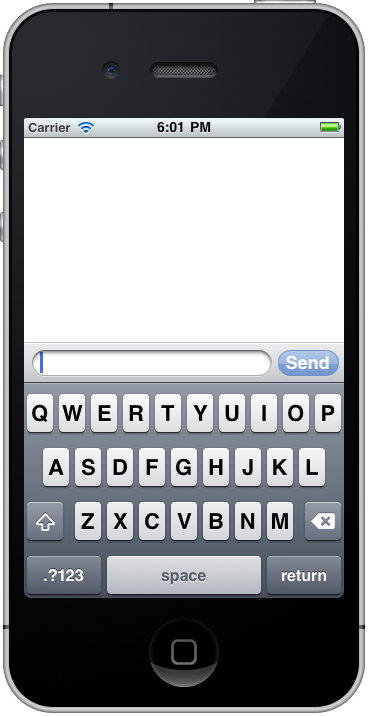 Carrier 6:01 PM
Send
Q W E R T Y U I O P
A S D F G H J K L
Z X C V B N M
.?123 space return